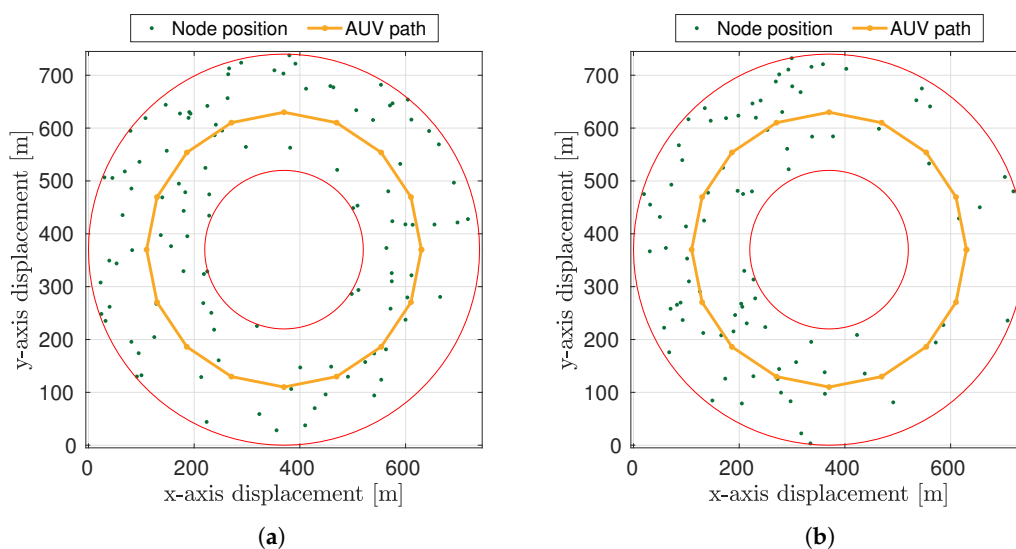 Node position AUV path
700
600
500
400
300
200
100
0
y-axis displacement [m]
0 200 400 600
x-axis displacement [m]
(a)
Node position AUV path
700
600
500
400
300
200
100
0
y-axis displacement [m]
0 200 400 600
x-axis displacement [m]
(b)